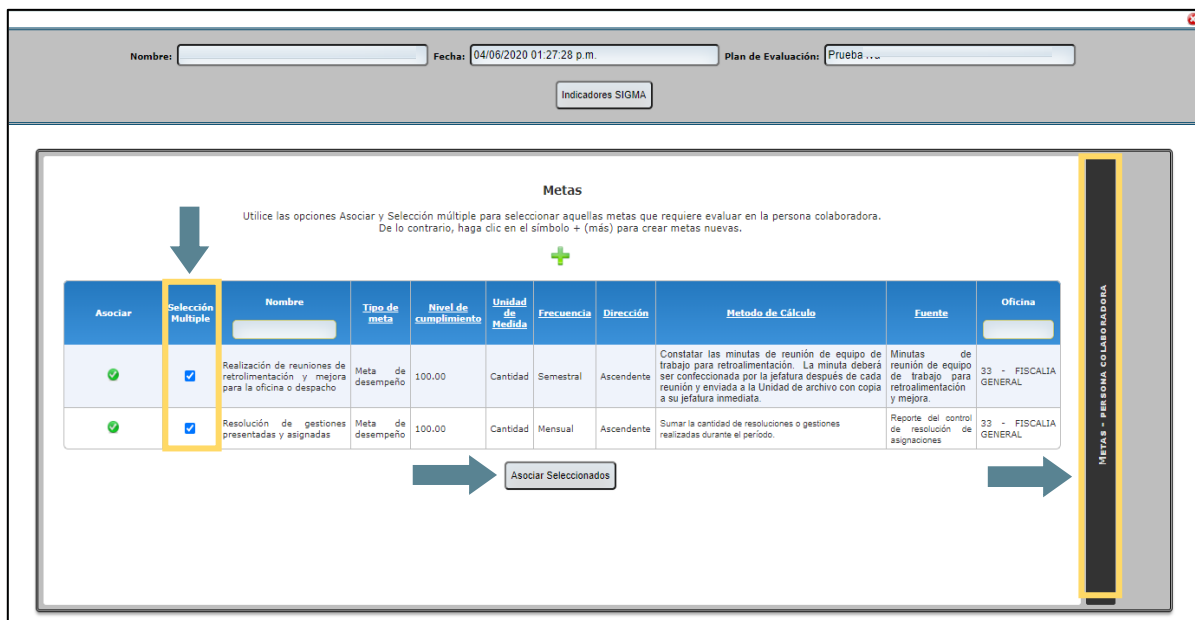 Nombre: Fecha: 04/06/2020 01:27:28 p.m. Plan de Evaluación: Prueba
Indicadores SIGMA
Metas
Utilice las opciones Asociar y Selección múltiple para seleccionar aquellas metas que requiere evaluar en la persona colaboradora.
De lo contrario, haga clic en el símbolo + (más) para crear metas nuevas.
Asociar
Selección
Multiple
Nombre
Tipo de
meta
Nivel de
cumplimiento
Unidad
de
Medida
Frecuencia
Dirección
Metodo de Cálculo
Fuente
Oficina
Realización de reuniones de
retrolimentación y mejora
para la oficina o despacho
Meta de
desempeño
100.00
Cantidad
Semestral
Ascendente
Constatar las minutas de reunión de equipo de
trabajo para retroalimentación. La minuta deberá
ser confeccionada por la jefatura después de cada
reunión y enviada a la Unidad de archivo con copia
a su jefatura inmediata.
Minutas de
reunión de equipo
de trabajo para
retroalimentación
y mejora.
33 - FISCALIA
GENERAL
Resolución de gestiones
presentadas y asignadas
Meta de
desempeño
100.00
Cantidad
Mensual
Ascendente
Sumar la cantidad de resoluciones o gestiones
realizadas durante el período.
Reporte del control
de resolución de
asignaciones
33 - FISCALIA
GENERAL
Asociar Seleccionados
METAS - PERSONA COLABORADORA